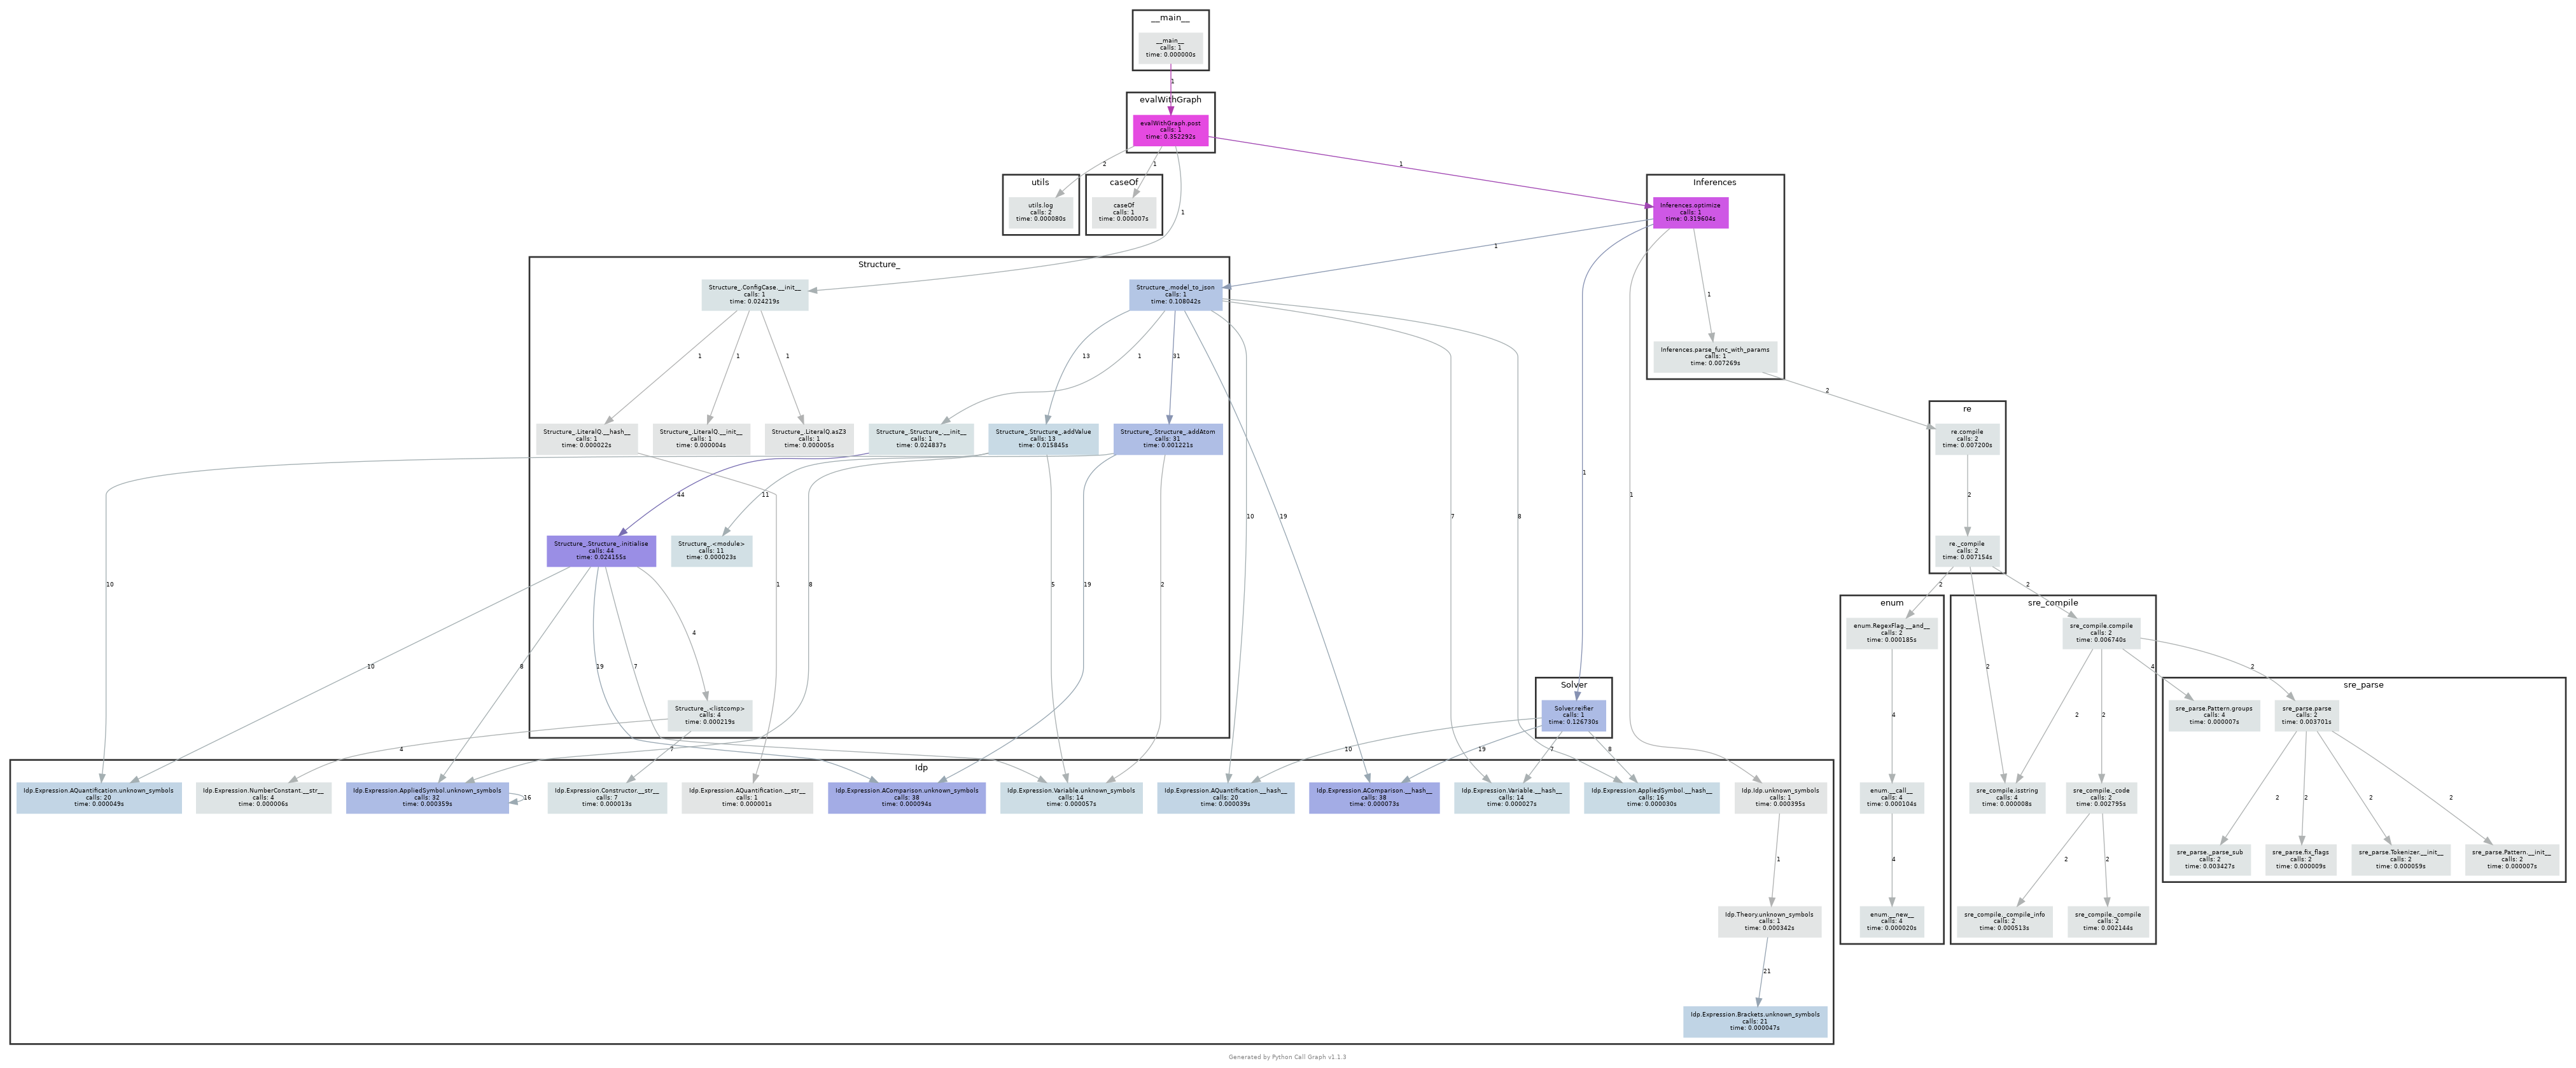 __main__
__main__
calls: 1
time: 0.000000s
1
evalWithGraph
evalWithGraph.post
calls: 1
time: 0.352292s
2
1
1
1
utils
utils.log
calls: 2
time: 0.000080s
caseOf
caseOf
calls: 1
time: 0.000007s
Inferences
Inferences.optimize
calls: 1
time: 0.319604s
1
1
1
1
Inferences.parse_func_with_params
calls: 1
time: 0.007269s
2
Structure_
Structure_.ConfigCase.__init__
calls: 1
time: 0.024219s
Structure_.model_to_json
calls: 1
time: 0.108042s
1
1
1
13
1
31
10
19
7
8
Structure_.LiteralQ.__hash__
calls: 1
time: 0.000022s
Structure_.LiteralQ.__init__
calls: 1
time: 0.000004s
Structure_.LiteralQ.asZ3
calls: 1
time: 0.000005s
Structure_.Structure_.__init__
calls: 1
time: 0.024837s
Structure_.Structure_.addValue
calls: 13
time: 0.015845s
Structure_.Structure_.addAtom
calls: 31
time: 0.001221s
44
11
10
1
8
5
19
2
Structure_.Structure_.initialise
calls: 44
time: 0.024155s
Structure_.<module>
calls: 11
time: 0.000023s
10
8
19
7
4
Structure_.<listcomp>
calls: 4
time: 0.000219s
4
7
re
re.compile
calls: 2
time: 0.007200s
2
re._compile
calls: 2
time: 0.007154s
2
2
2
enum
enum.RegexFlag.__and__
calls: 2
time: 0.000185s
4
enum.__call__
calls: 4
time: 0.000104s
4
enum.__new__
calls: 4
time: 0.000020s
sre_compile
sre_compile.compile
calls: 2
time: 0.006740s
2
2
4
2
sre_compile.isstring
calls: 4
time: 0.000008s
sre_compile._code
calls: 2
time: 0.002795s
2
2
sre_compile._compile_info
calls: 2
time: 0.000513s
sre_compile._compile
calls: 2
time: 0.002144s
sre_parse
sre_parse.Pattern.groups
calls: 4
time: 0.000007s
sre_parse.parse
calls: 2
time: 0.003701s
2
2
2
2
sre_parse._parse_sub
calls: 2
time: 0.003427s
sre_parse.fix_flags
calls: 2
time: 0.000009s
sre_parse.Tokenizer.__init__
calls: 2
time: 0.000059s
sre_parse.Pattern.__init__
calls: 2
time: 0.000007s
Solver
Solver.reifier
calls: 1
time: 0.126730s
10
19
7
8
Idp
Idp.Expression.AQuantification.unknown_symbols
calls: 20
time: 0.000049s
Idp.Expression.NumberConstant.__str__
calls: 4
time: 0.000006s
Idp.Expression.AppliedSymbol.unknown_symbols
calls: 32
time: 0.000359s
16
Idp.Expression.Constructor.__str__
calls: 7
time: 0.000013s
Idp.Expression.AQuantification.__str__
calls: 1
time: 0.000001s
Idp.Expression.AComparison.unknown_symbols
calls: 38
time: 0.000094s
Idp.Expression.Variable.unknown_symbols
calls: 14
time: 0.000057s
Idp.Expression.AQuantification.__hash__
calls: 20
time: 0.000039s
Idp.Expression.AComparison.__hash__
calls: 38
time: 0.000073s
Idp.Expression.Variable.__hash__
calls: 14
time: 0.000027s
Idp.Expression.AppliedSymbol.__hash__
calls: 16
time: 0.000030s
Idp.Idp.unknown_symbols
calls: 1
time: 0.000395s
1
Idp.Theory.unknown_symbols
calls: 1
time: 0.000342s
21
Idp.Expression.Brackets.unknown_symbols
calls: 21
time: 0.000047s
Generated by Python Call Graph v1.1.3